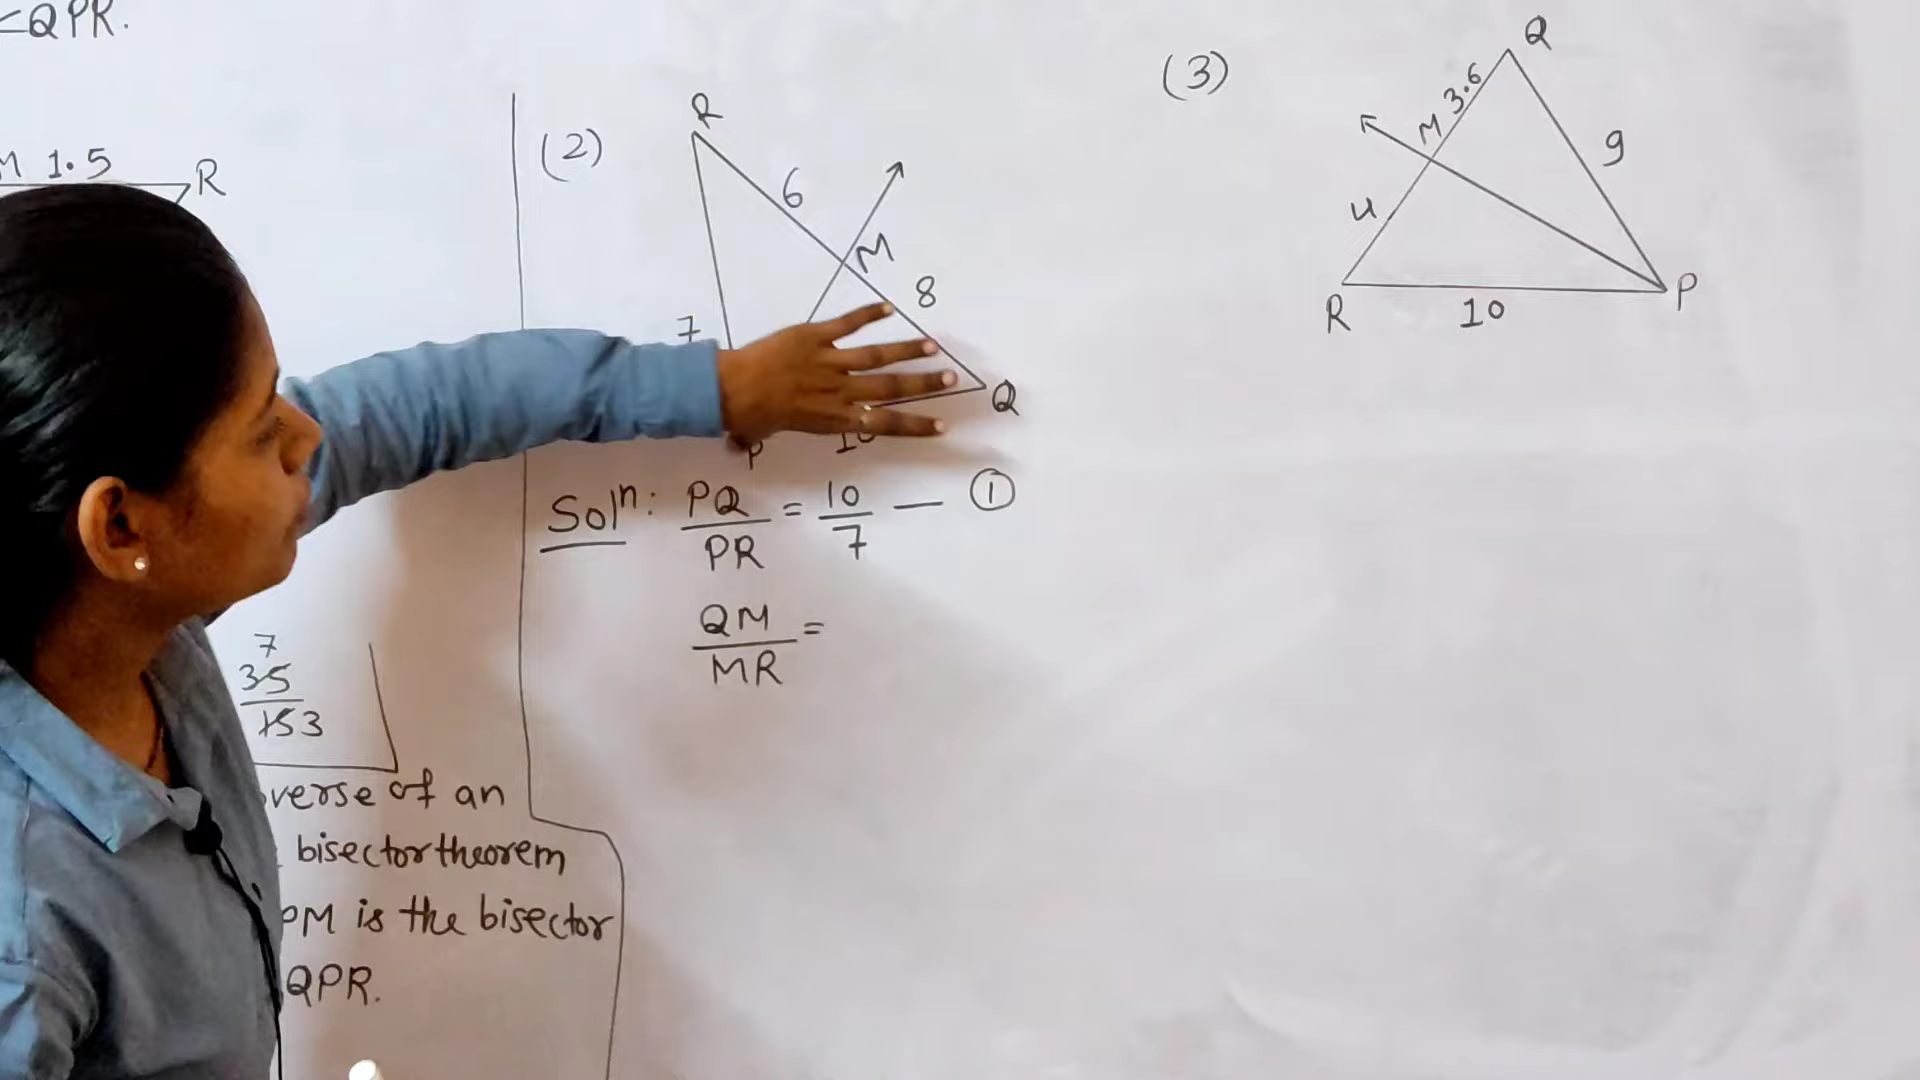 <QPR.
M 1.5 R
7
35
153
verse of an
bisector theorem
PM is the bisector
QPR.
(2)
R
6
M
8
7
Q
P 10
Solⁿ: PQ/PR = 10/7 — ①
QM/MR =
(3)
Q
M 3.6
9
4
R 10 P